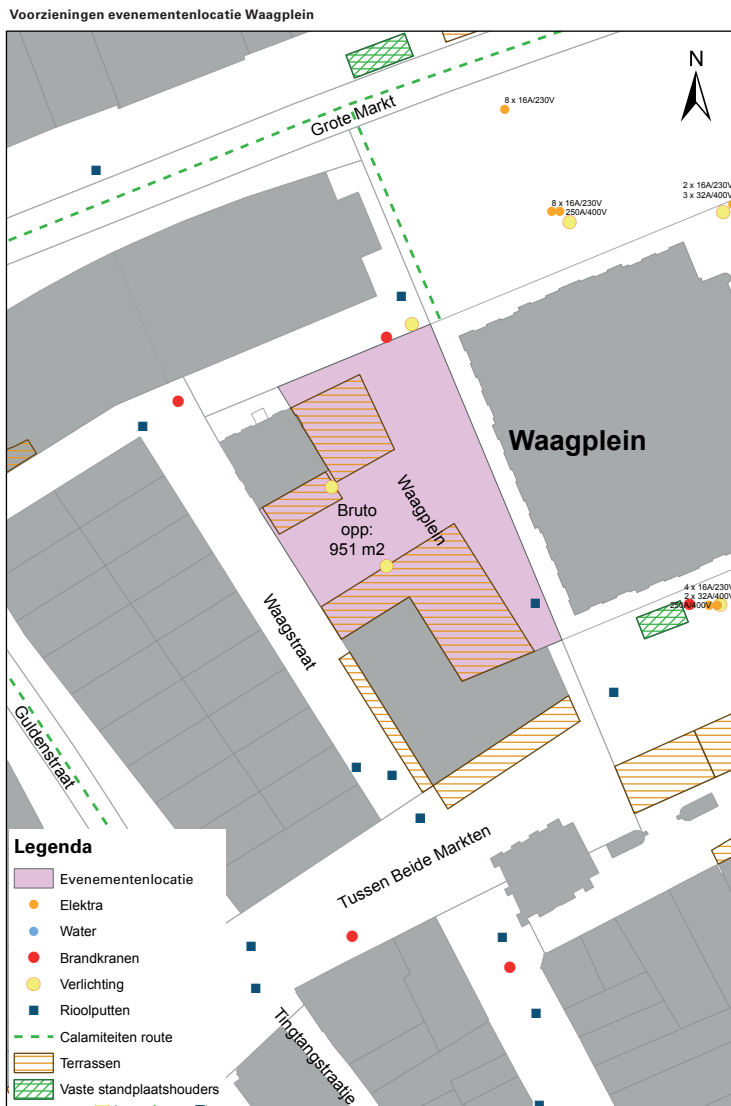 Voorzieningen evenementenlocatie Waagplein
N
8 x 16A/230V
Grote Markt
2 x 16A/230V
3 x 32A/400V
8 x 16A/230V
250A/400V
Waagplein
Waagplein
Bruto
opp:
951 m2
4 x 16A/230V
2 x 32A/400V
250A/400V
Waagstraat
Guldenstraat
Tussen Beide Markten
Tingtangstraatje
Legenda
Evenementenlocatie
Elektra
Water
Brandkranen
Verlichting
Rioolputten
Calamiteiten route
Terrassen
Vaste standplaatshouders